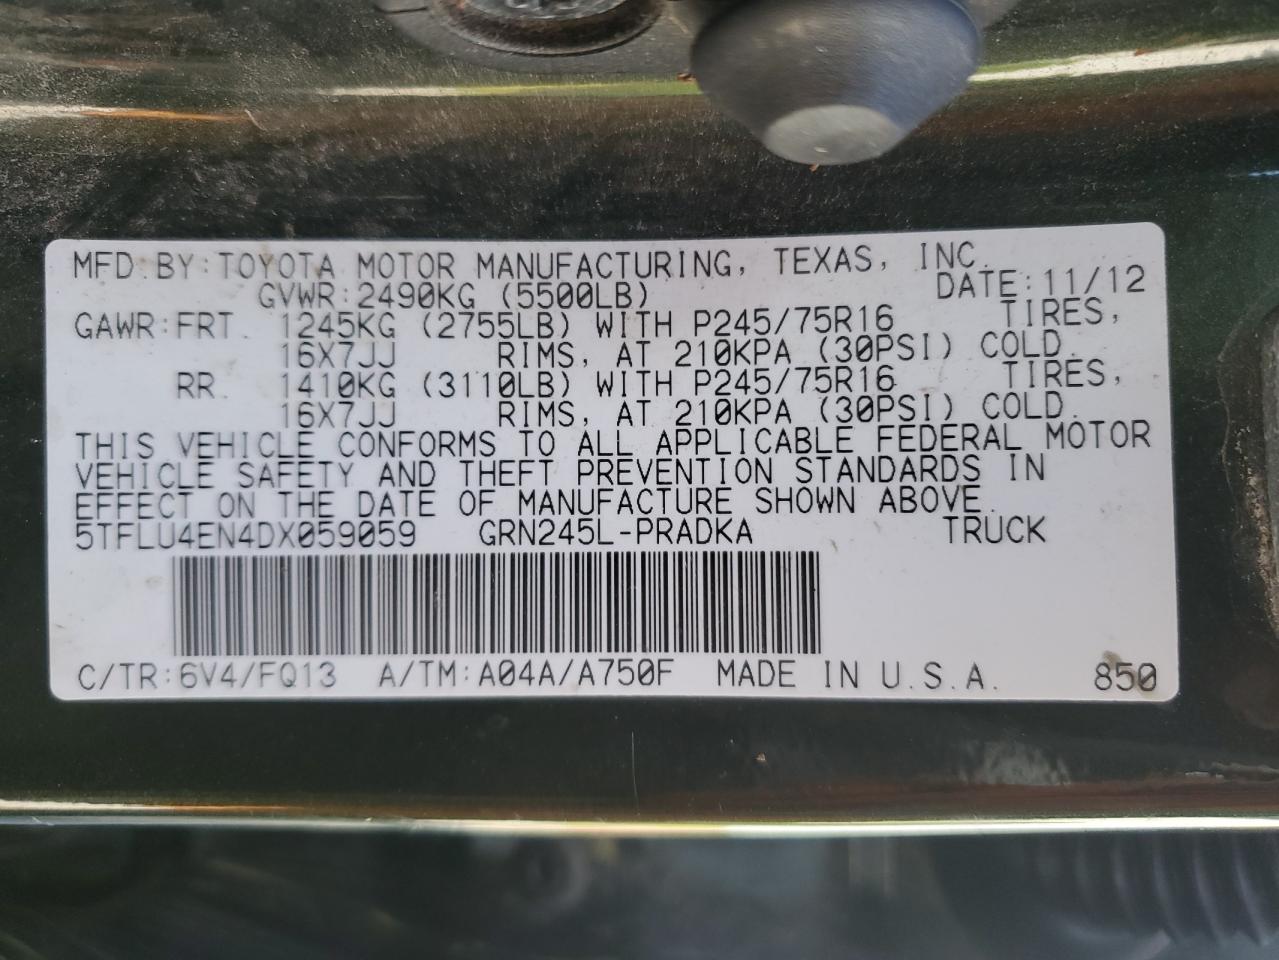 MFD.BY:TOYOTA MOTOR MANUFACTURING, TEXAS, INC.
GVWR:2490KG (5500LB) DATE:11/12
GAWR:FRT. 1245KG (2755LB) WITH P245/75R16 TIRES,
16X7JJ RIMS, AT 210KPA (30PSI) COLD.
RR. 1410KG (3110LB) WITH P245/75R16 TIRES,
16X7JJ RIMS, AT 210KPA (30PSI) COLD.
THIS VEHICLE CONFORMS TO ALL APPLICABLE FEDERAL MOTOR
VEHICLE SAFETY AND THEFT PREVENTION STANDARDS IN
EFFECT ON THE DATE OF MANUFACTURE SHOWN ABOVE.
5TFLU4EN4DX059059 GRN245L-PRADKA TRUCK
C/TR:6V4/FQ13 A/TM:A04A/A750F MADE IN U.S.A. 850